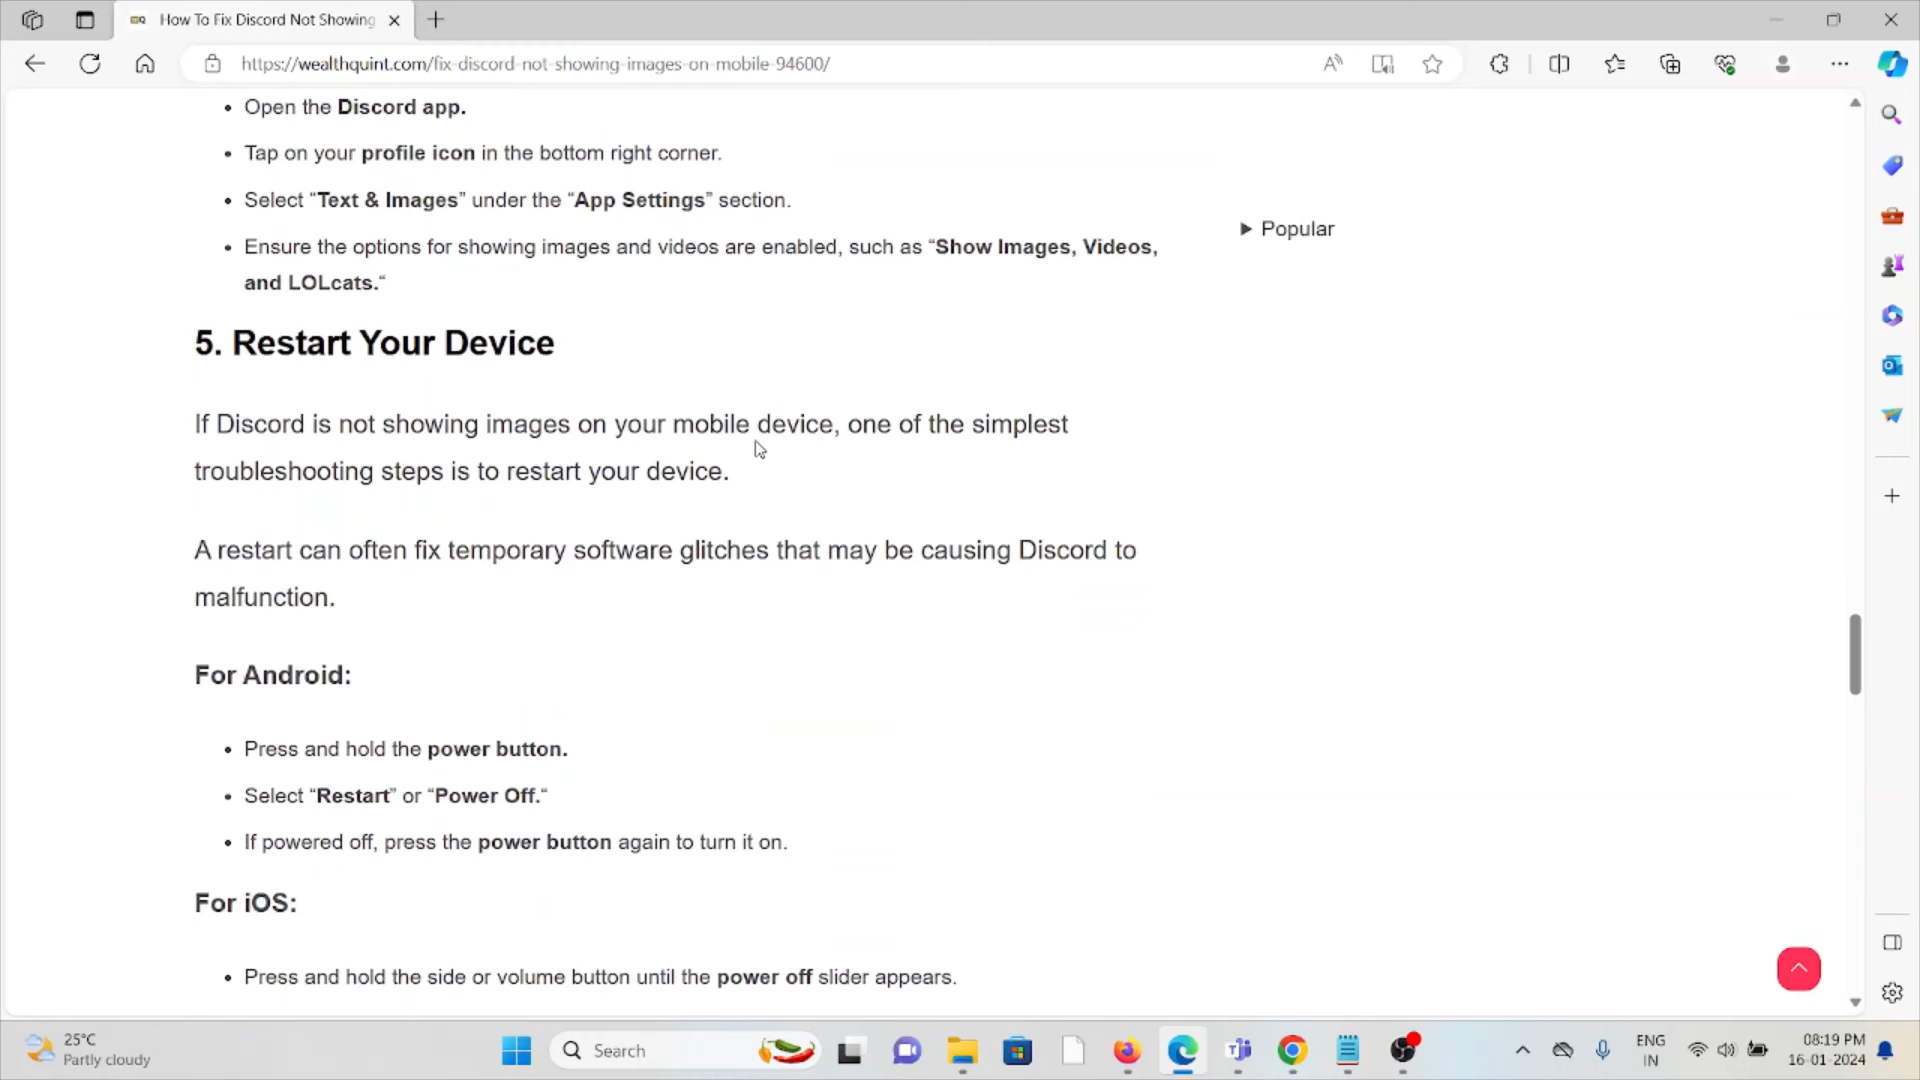 How To Fix Discord Not Showing
https://wealthquint.com/fix-discord-not-showing-images-on-mobile-94600/
• Open the Discord app.
• Tap on your profile icon in the bottom right corner.
• Select “Text & Images” under the “App Settings” section.
• Ensure the options for showing images and videos are enabled, such as “Show Images, Videos,
and LOLcats.“
▶ Popular
5. Restart Your Device
If Discord is not showing images on your mobile device, one of the simplest
troubleshooting steps is to restart your device.
A restart can often fix temporary software glitches that may be causing Discord to
malfunction.
For Android:
• Press and hold the power button.
• Select “Restart” or “Power Off.“
• If powered off, press the power button again to turn it on.
For iOS:
• Press and hold the side or volume button until the power off slider appears.
25°C
Partly cloudy
Search
ENG
IN
08:19 PM
16-01-2024